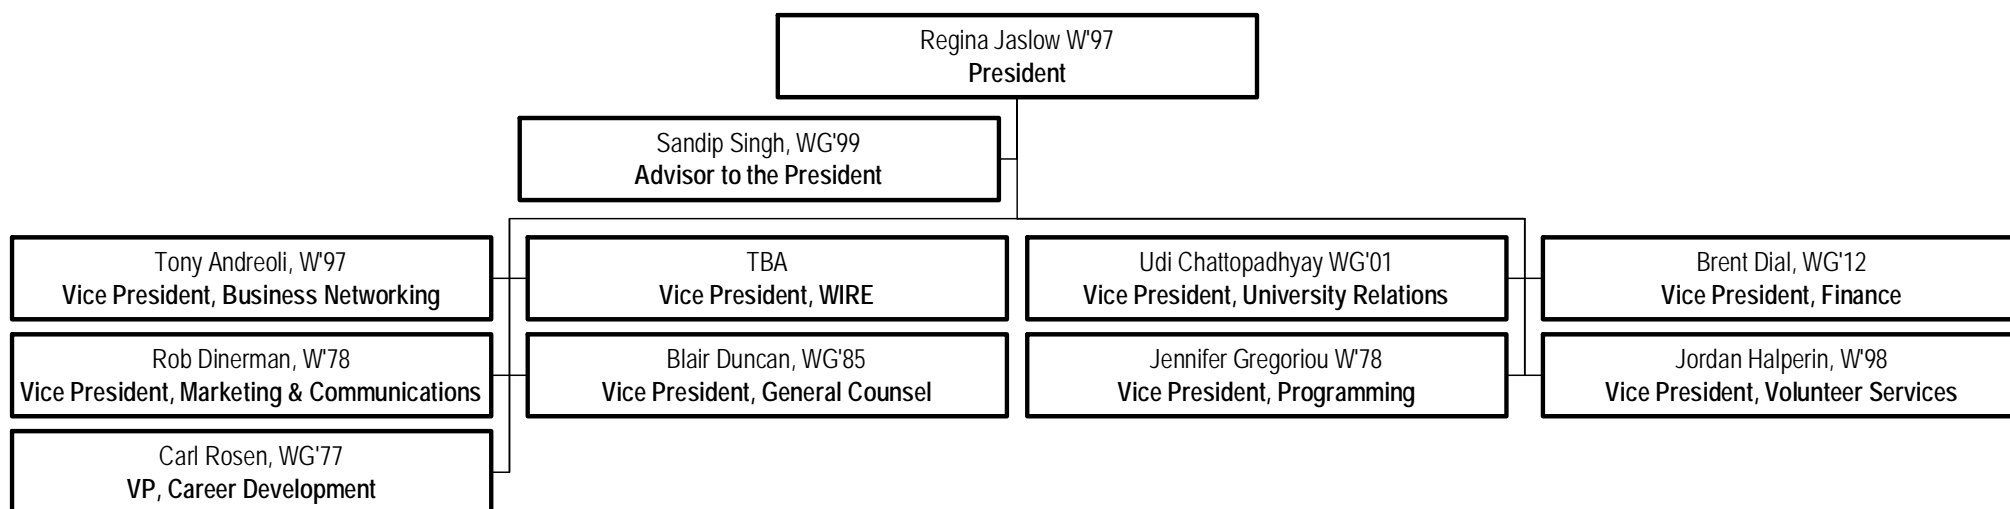 Regina Jaslow W'97
President
Sandip Singh, WG'99
Advisor to the President
Tony Andreoli, W'97
Vice President, Business Networking
TBA
Vice President, WIRE
Udi Chattopadhyay WG'01
Vice President, University Relations
Brent Dial, WG'12
Vice President, Finance
Rob Dinerman, W'78
Vice President, Marketing & Communications
Blair Duncan, WG'85
Vice President, General Counsel
Jennifer Gregoriou W'78
Vice President, Programming
Jordan Halperin, W'98
Vice President, Volunteer Services
Carl Rosen, WG'77
VP, Career Development